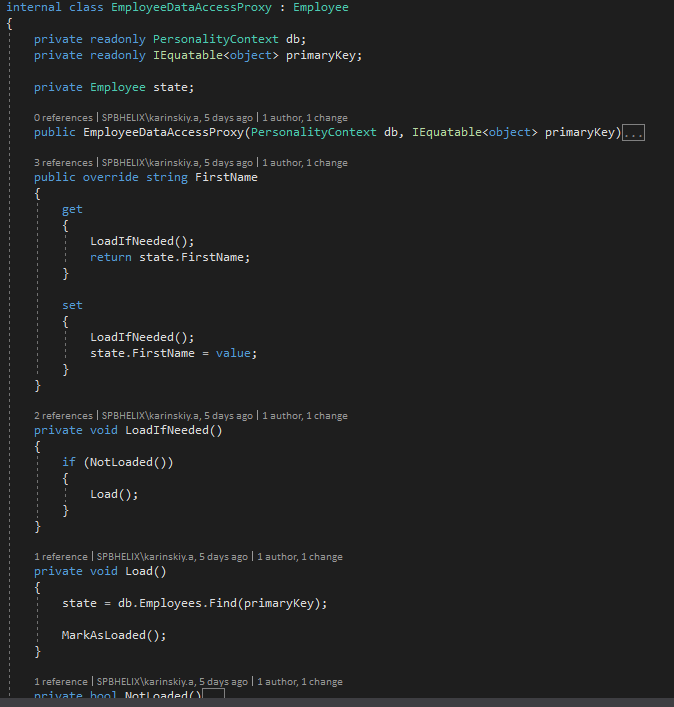 internal class EmployeeDataAccessProxy : Employee
{
    private readonly PersonalityContext db;
    private readonly IEquatable<object> primaryKey;
    private Employee state;
    0 references | SPBHELIX\karinskiy.a, 5 days ago | 1 author, 1 change
    public EmployeeDataAccessProxy(PersonalityContext db, IEquatable<object> primaryKey)...
    3 references | SPBHELIX\karinskiy.a, 5 days ago | 1 author, 1 change
    public override string FirstName
    {
        get
        {
            LoadIfNeeded();
            return state.FirstName;
        }
        set
        {
            LoadIfNeeded();
            state.FirstName = value;
        }
    }
    2 references | SPBHELIX\karinskiy.a, 5 days ago | 1 author, 1 change
    private void LoadIfNeeded()
    {
        if (NotLoaded())
        {
            Load();
        }
    }
    1 reference | SPBHELIX\karinskiy.a, 5 days ago | 1 author, 1 change
    private void Load()
    {
        state = db.Employees.Find(primaryKey);
        MarkAsLoaded();
    }
    1 reference | SPBHELIX\karinskiy.a, 5 days ago | 1 author, 1 change
    private bool NotLoaded()...